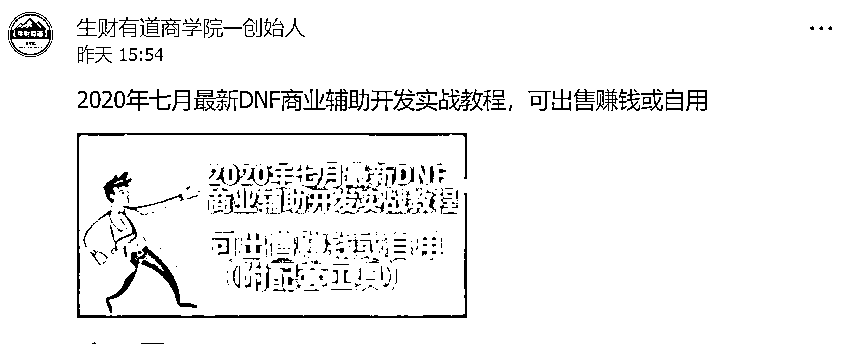 生财有道商学院—创始人
昨天 15:54
2020年七月最新DNF商业辅助开发实战教程，可出售赚钱或自用
2020年七月最新DNF
商业辅助开发实战教程
可出售赚钱或自用
（附配套工具）